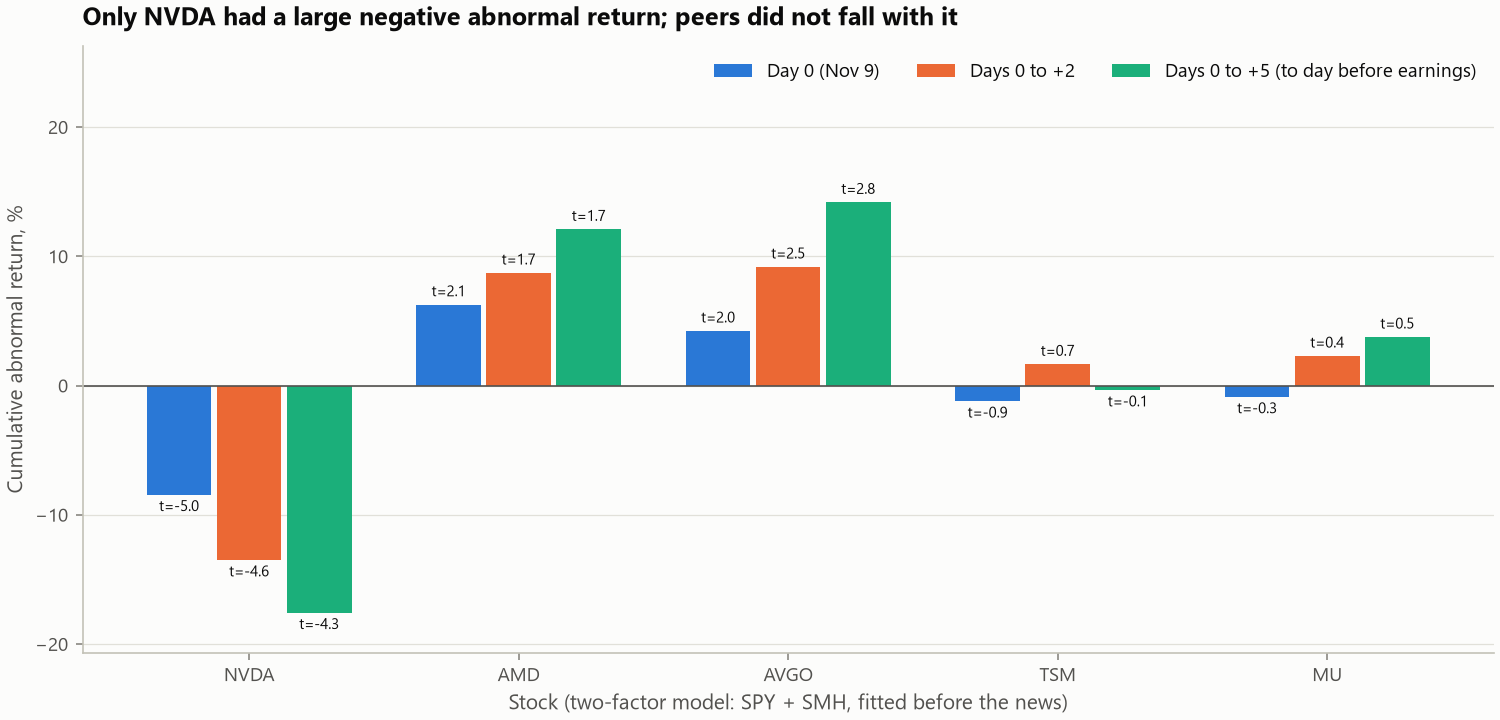 Only NVDA had a large negative abnormal return; peers did not fall with it
Day 0 (Nov 9)
Days 0 to +2
Days 0 to +5 (to day before earnings)
Cumulative abnormal return, %
20
10
0
−10
−20
t=-5.0
t=-4.6
t=-4.3
t=2.1
t=1.7
t=1.7
t=2.0
t=2.5
t=2.8
t=-0.9
t=0.7
t=-0.1
t=-0.3
t=0.4
t=0.5
NVDA
AMD
AVGO
TSM
MU
Stock (two-factor model: SPY + SMH, fitted before the news)